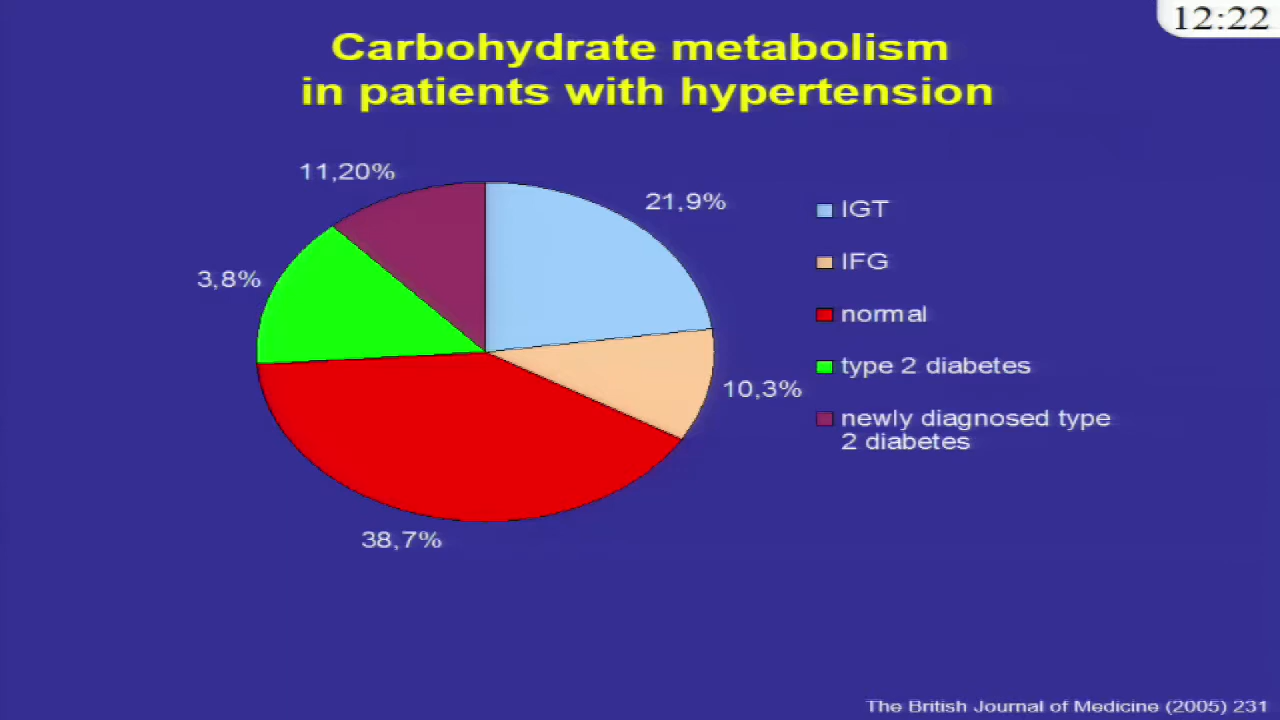 12:22
Carbohydrate metabolism
in patients with hypertension
11,20%
21,9%
3,8%
10,3%
38,7%
IGT
IFG
normal
type 2 diabetes
newly diagnosed type
2 diabetes
The British Journal of Medicine (2005) 231